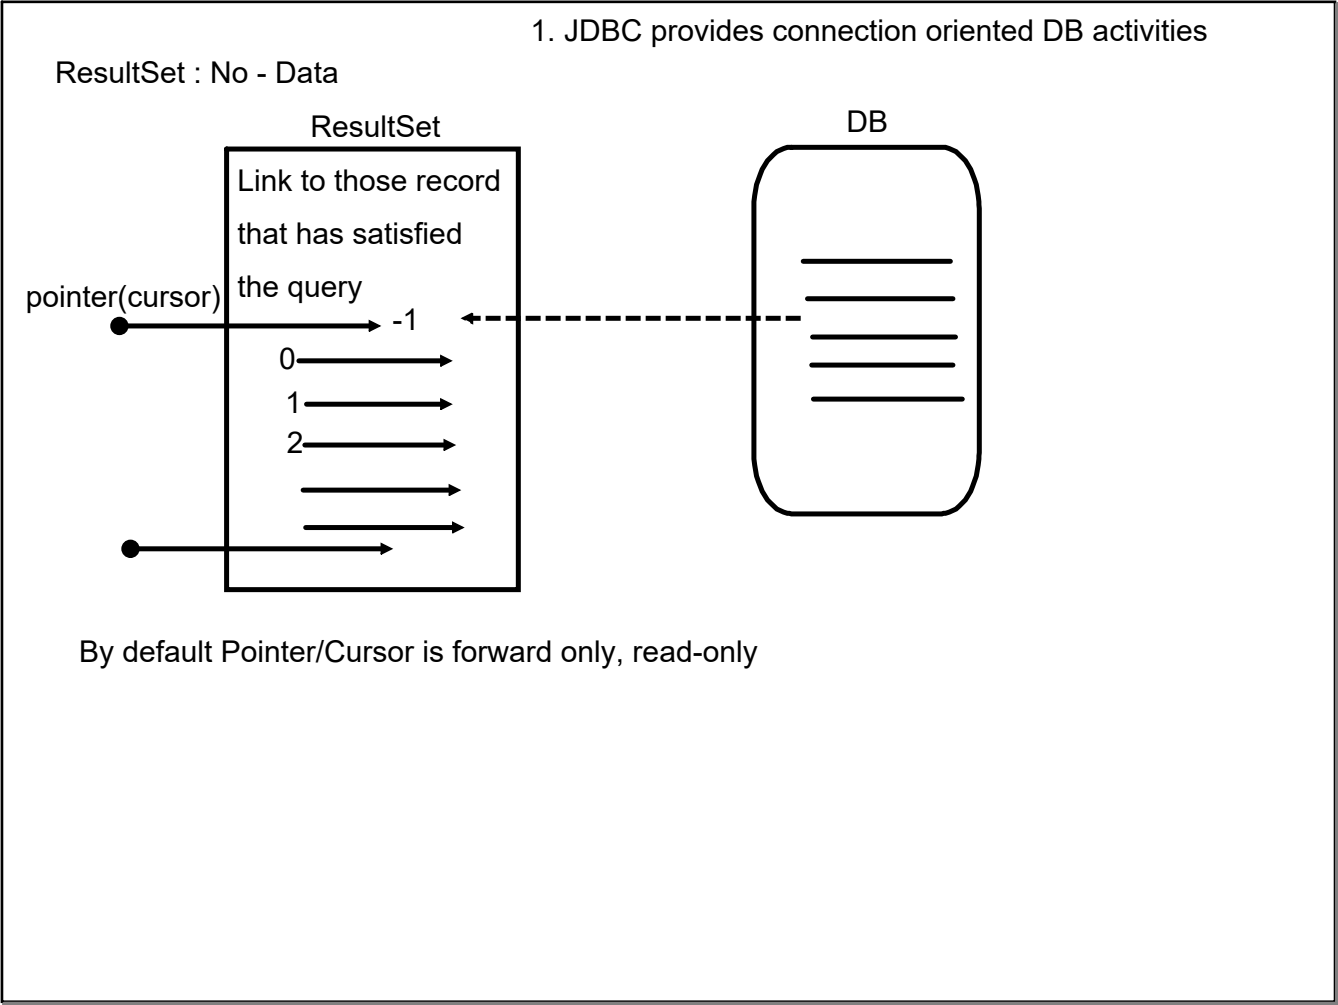 1. JDBC provides connection oriented DB activities
ResultSet : No - Data
ResultSet
DB
Link to those record
that has satisfied
the query
pointer(cursor)
-1
0
1
2
By default Pointer/Cursor is forward only, read-only